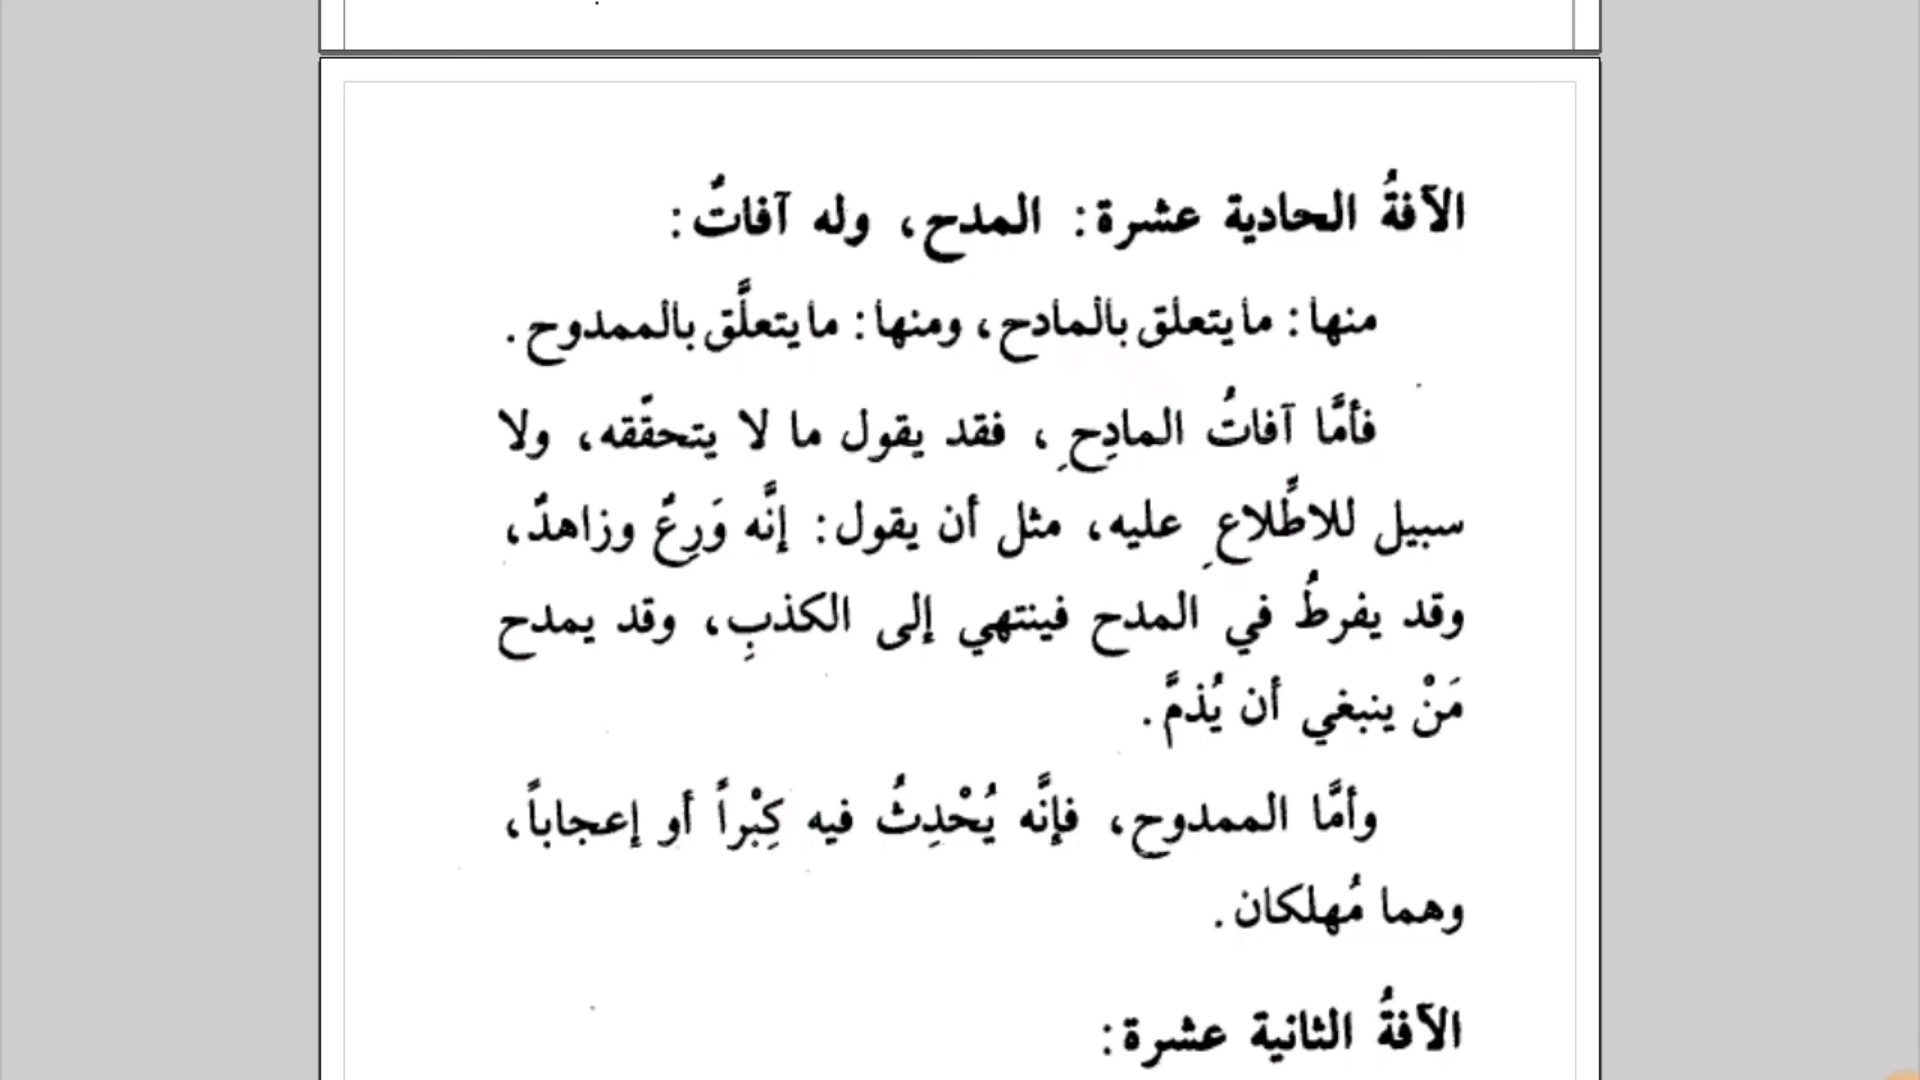 الآفةُ الحادية عشرة: المدح، وله آفاتٌ:
منها: ما يتعلق بالمادح، ومنها: ما يتعلَّق بالممدوح.
فأمَّا آفاتُ المادِحِ، فقد يقول ما لا يتحقَّقه، ولا
سبيل للاطِّلاعِ عليه، مثل أن يقول: إنَّه وَرِعٌ وزاهدٌ،
وقد يفرطُ في المدح فينتهي إلى الكذبِ، وقد يمدح
مَنْ ينبغي أن يُذمَّ.
وأمَّا الممدوح، فإنَّه يُحْدِثُ فيه كِبْراً أو إعجاباً،
وهما مُهلكان.
الآفةُ الثانية عشرة: